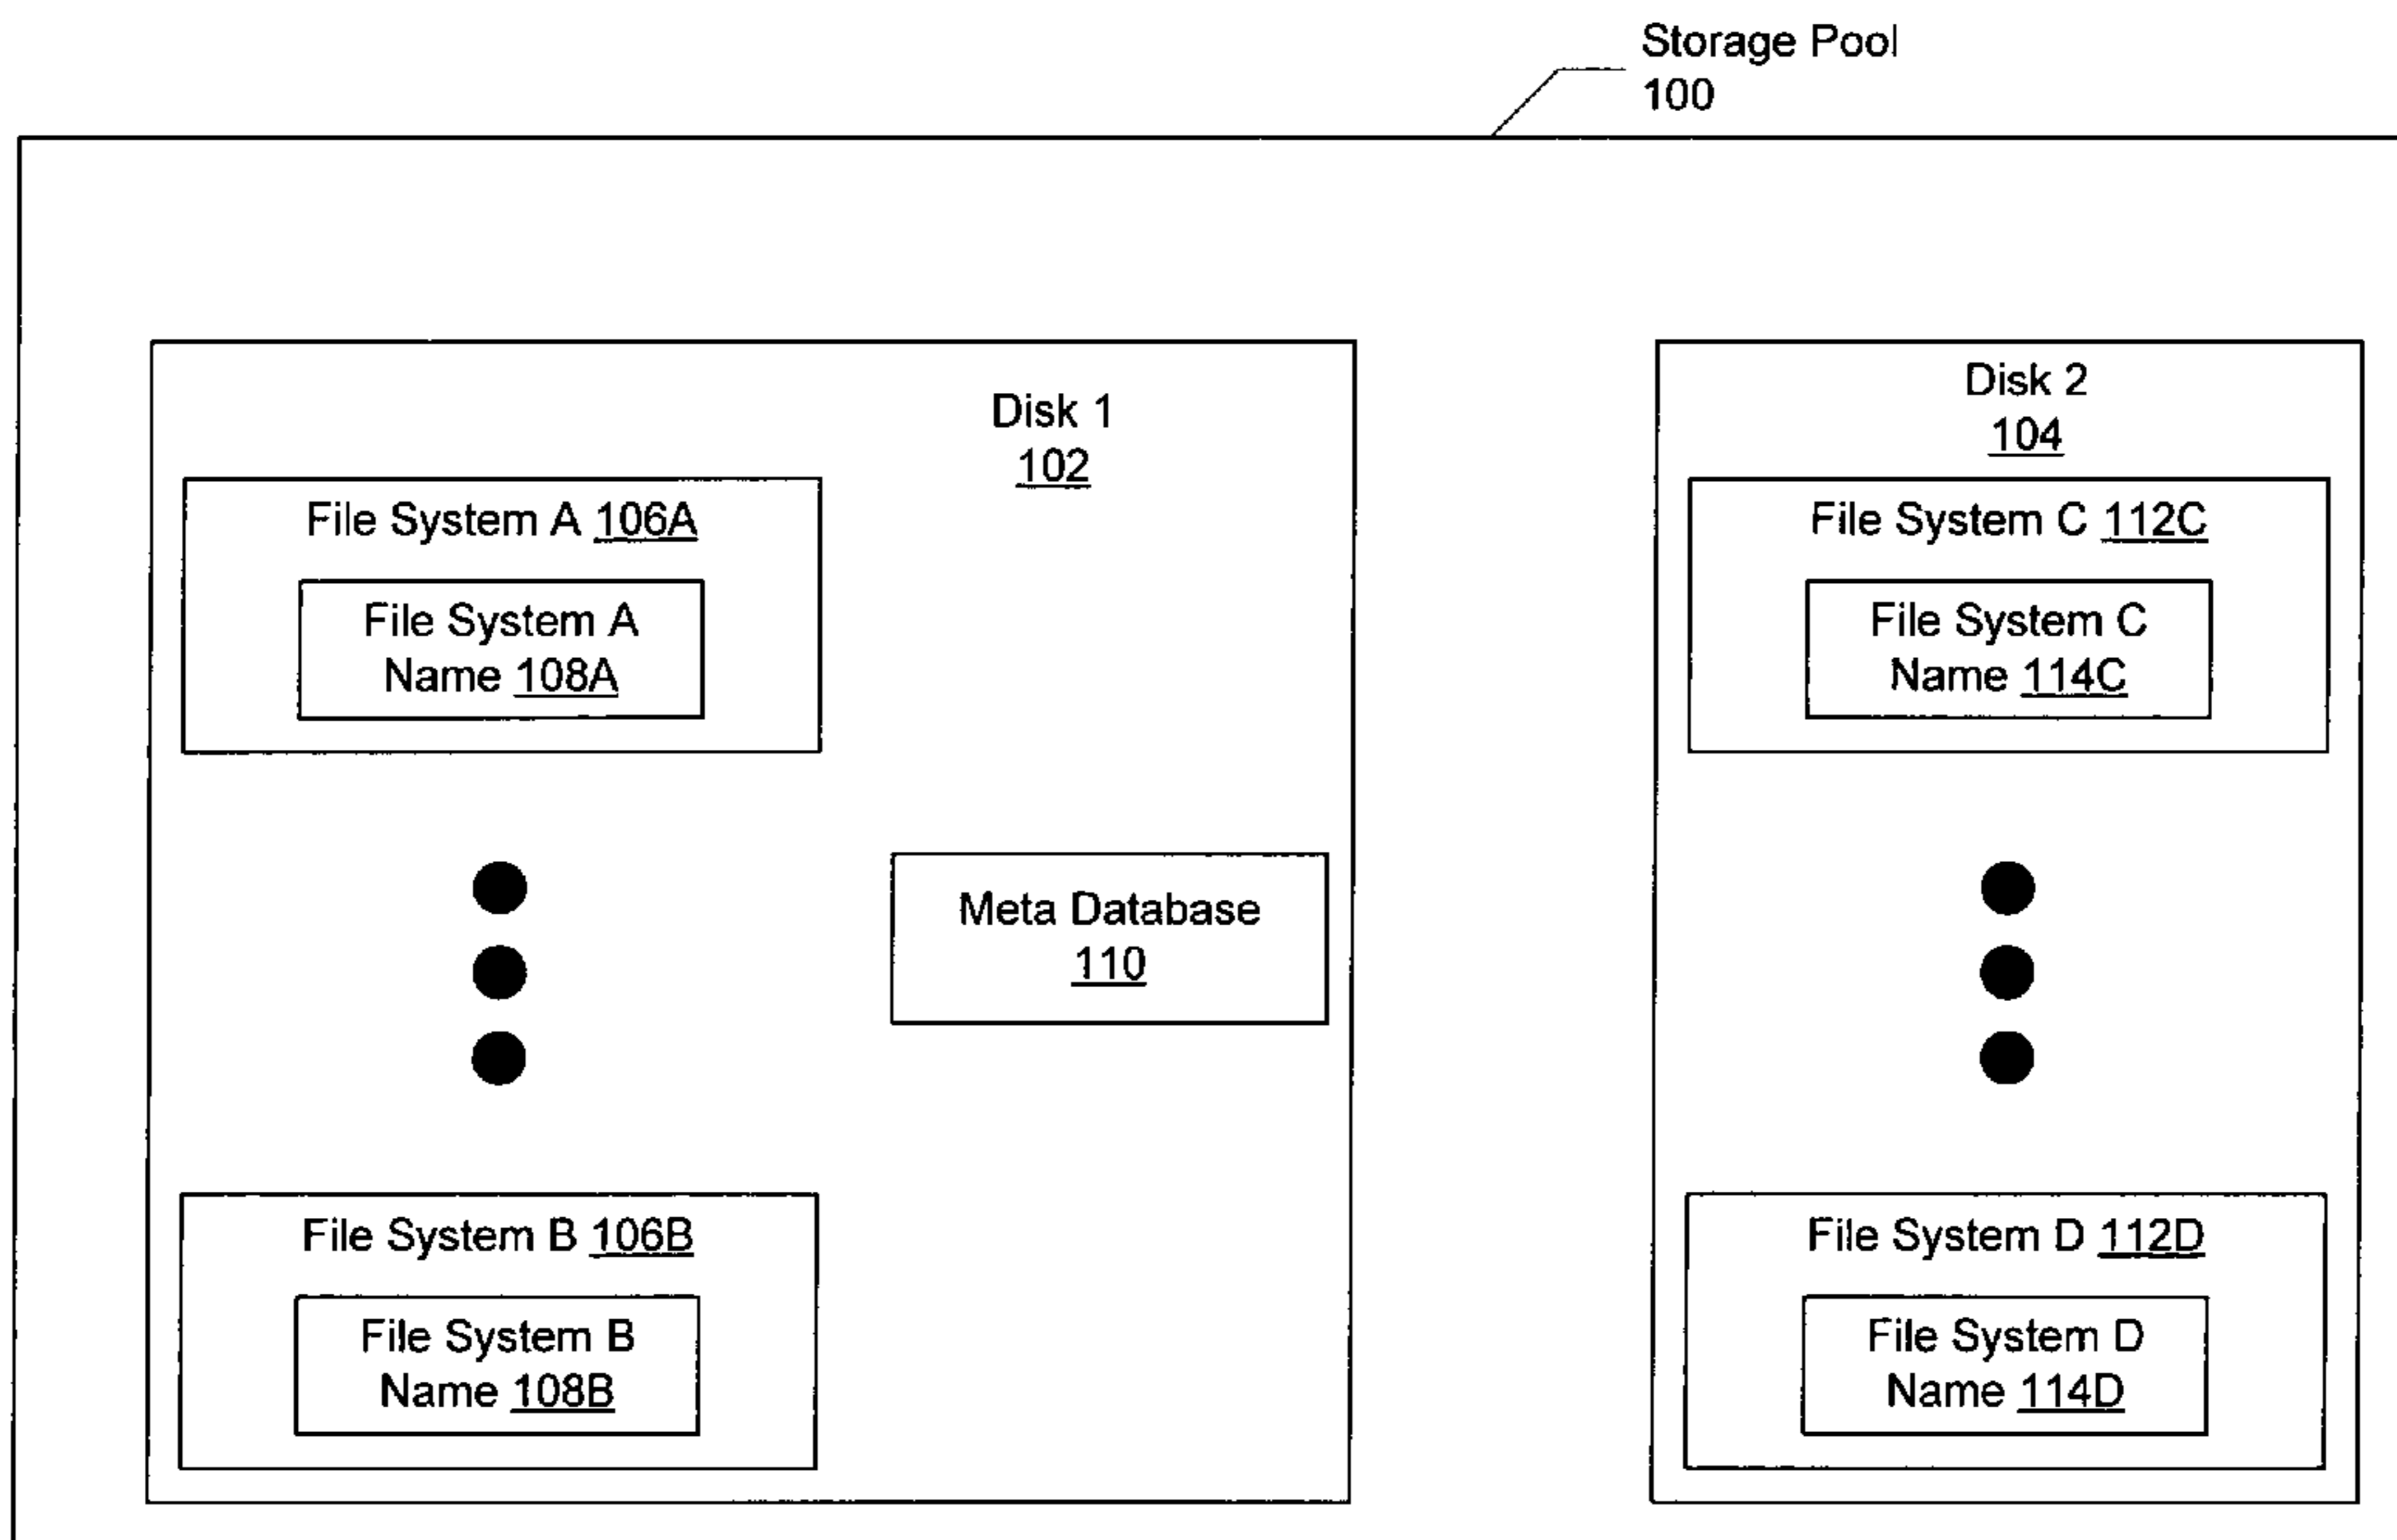 Storage Pool
100
Disk 1
102
File System A 106A
File System A
Name 108A
Meta Database
110
File System B 106B
File System B
Name 108B
Disk 2
104
File System C 112C
File System C
Name 114C
File System D 112D
File System D
Name 114D